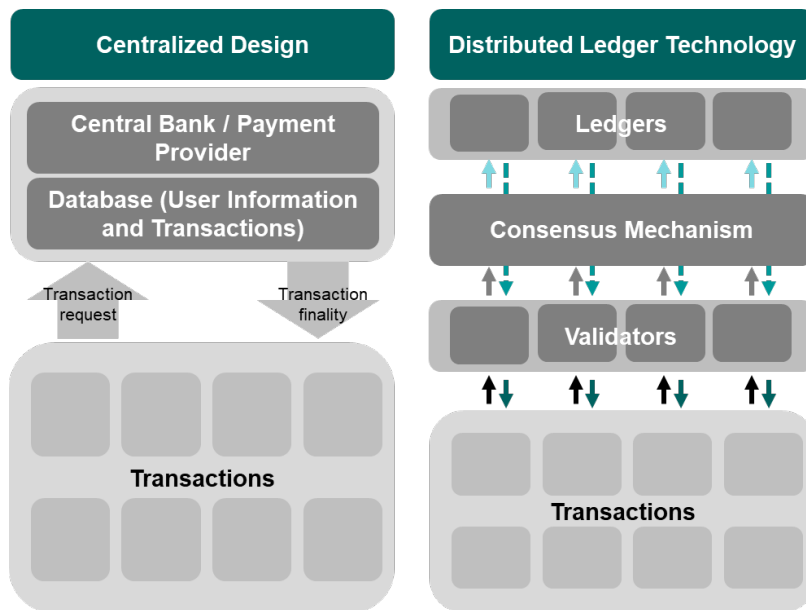 Centralized Design
Central Bank / Payment
Provider
Database (User Information
and Transactions)
Transaction
request
Transaction
finality
Transactions
Distributed Ledger Technology
Ledgers
Consensus Mechanism
Validators
Transactions